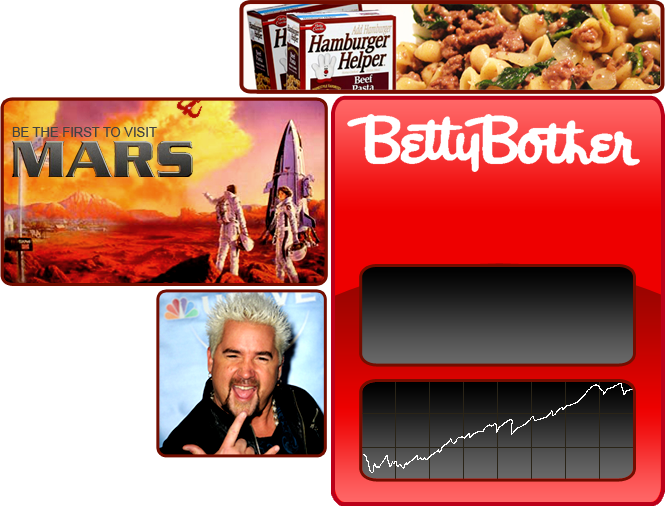 Betty Crocker
Add Hamburger
Hamburger
Helper
Beef
Pasta
BettyBother
BE THE FIRST TO VISIT
MARS